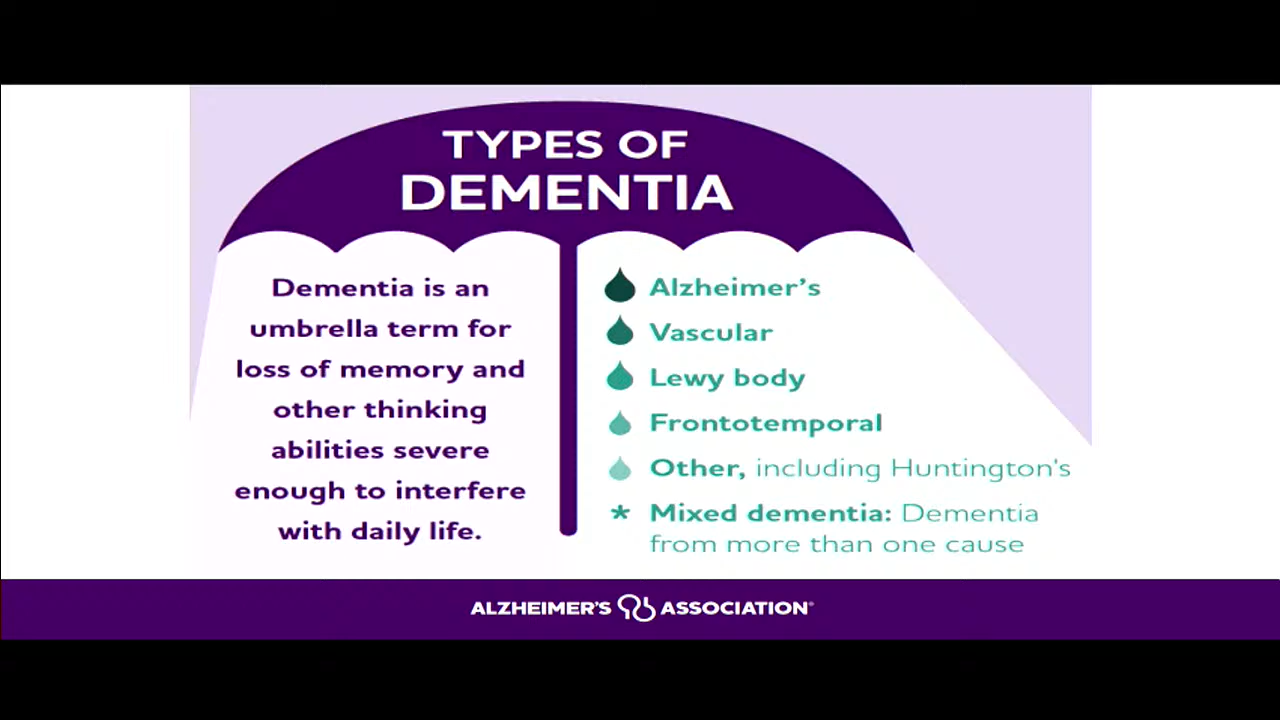 TYPES OF
DEMENTIA
Dementia is an
umbrella term for
loss of memory and
other thinking
abilities severe
enough to interfere
with daily life.
Alzheimer's
Vascular
Lewy body
Frontotemporal
Other, including Huntington's
* Mixed dementia: Dementia
from more than one cause
ALZHEIMER'S ASSOCIATION®